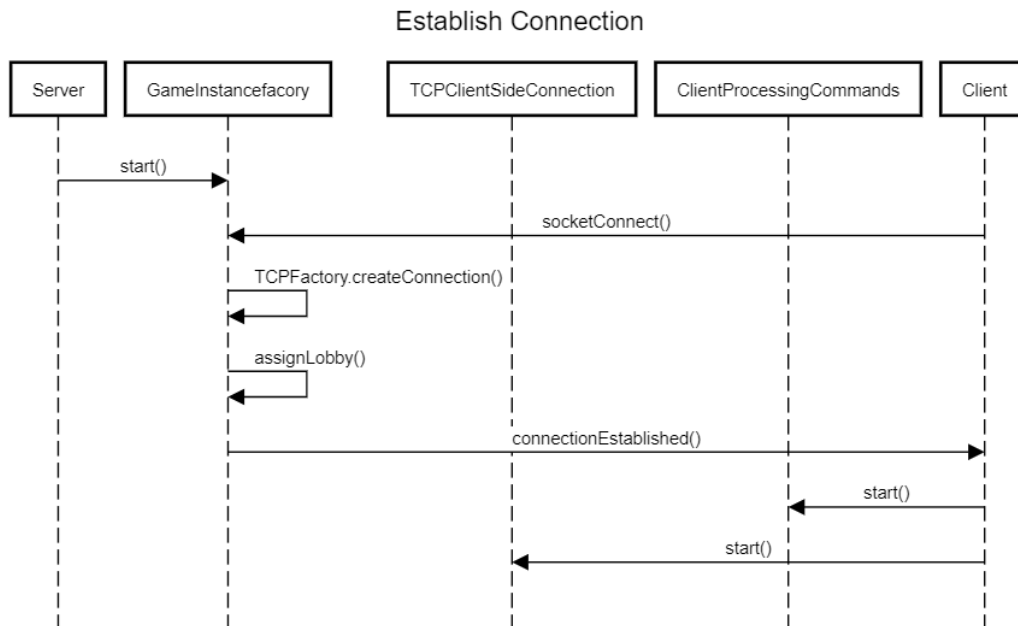 Establish Connection
Server
GameInstancefacory
TCPClientSideConnection
ClientProcessingCommands
Client
start()
socketConnect()
TCPFactory.createConnection()
assignLobby()
connectionEstablished()
start()
start()